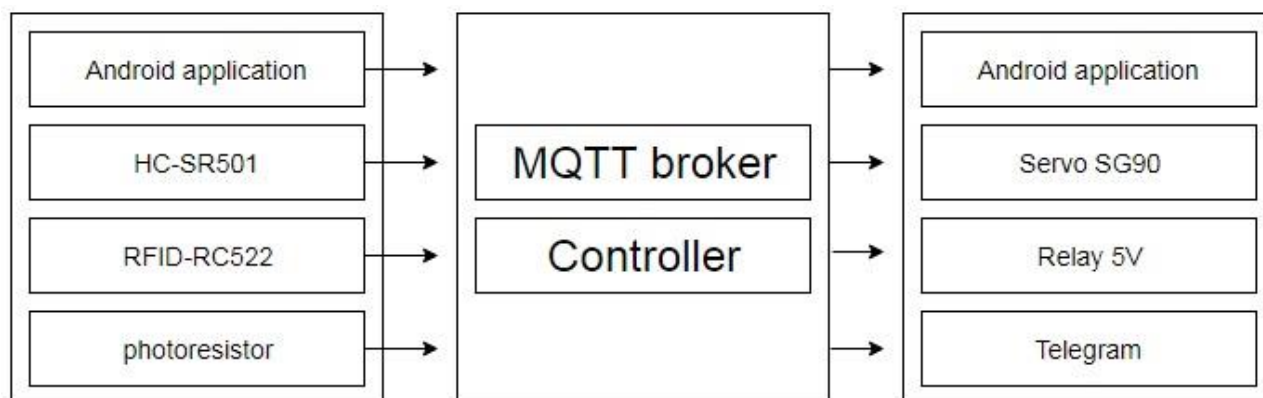 Android application
HC-SR501
RFID-RC522
photoresistor
MQTT broker
Controller
Android application
Servo SG90
Relay 5V
Telegram